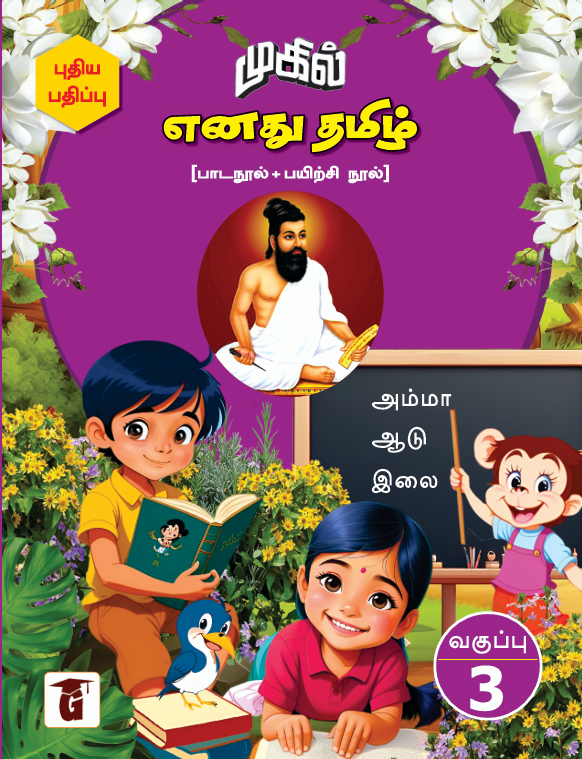 புதிய
பதிப்பு
முகில்
எனது தமிழ்
[பாடநூல் + பயிற்சி நூல்]
அம்மா
ஆடு
இலை
வகுப்பு
3
G